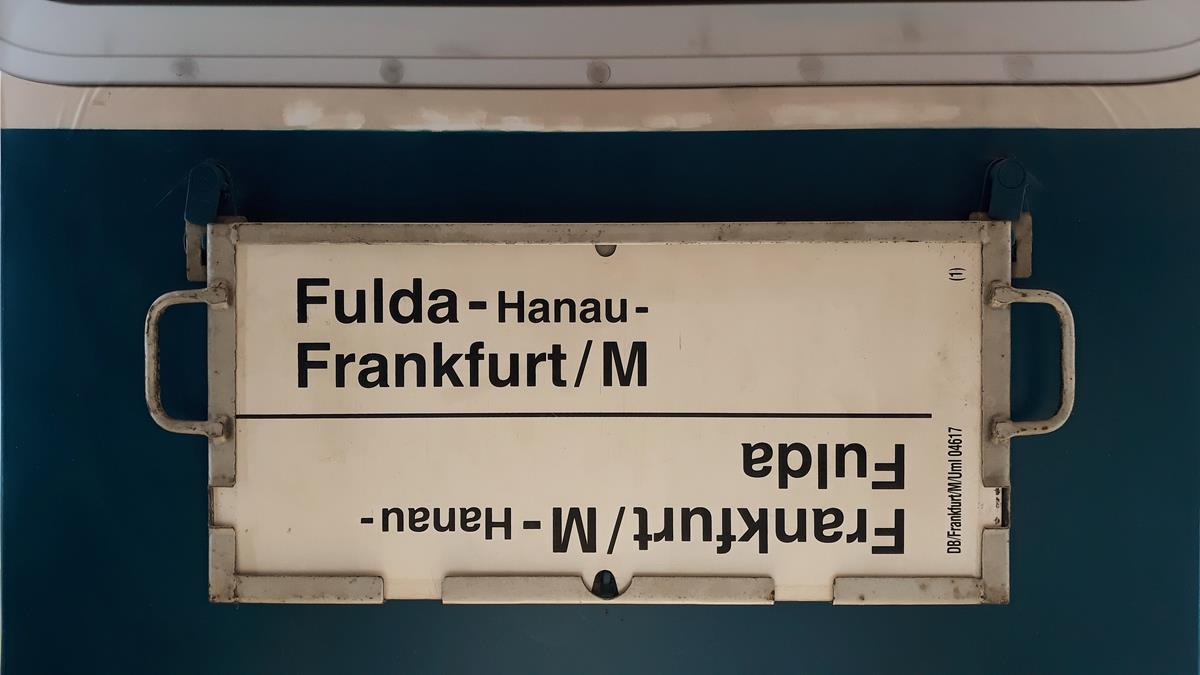 Fulda - Hanau -
Frankfurt / M
Frankfurt / M - Hanau -
Fulda
(1)
DB/Frankfurt/M/Uml 04617